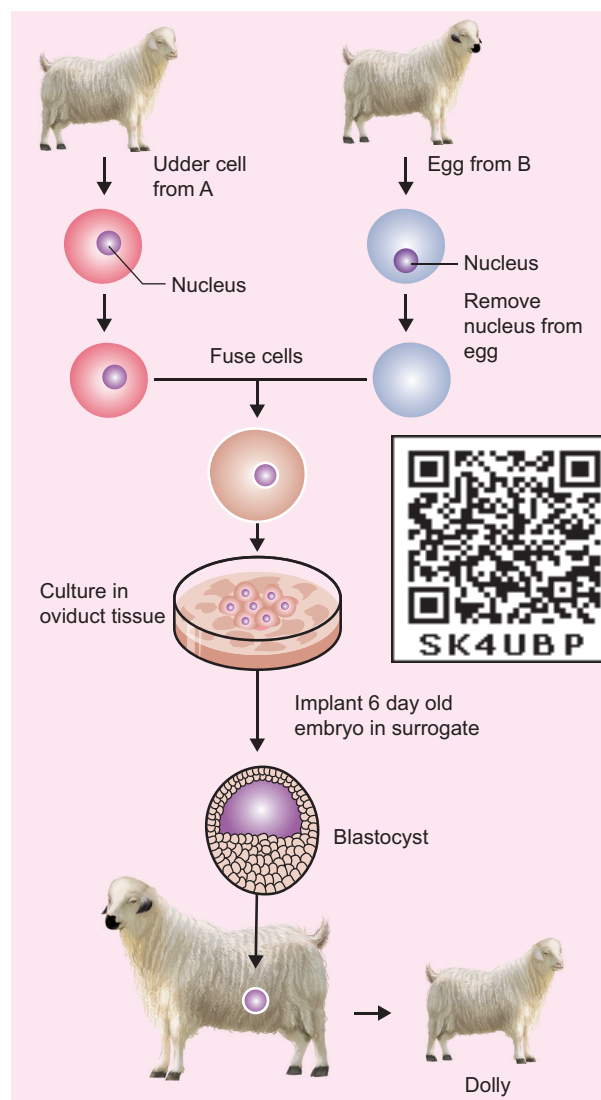 Udder cell
from A
Egg from B
Nucleus
Nucleus
Remove
nucleus from
egg
Fuse cells
SK4UBP
Culture in
oviduct tissue
Implant 6 day old
embryo in surrogate
Blastocyst
Dolly